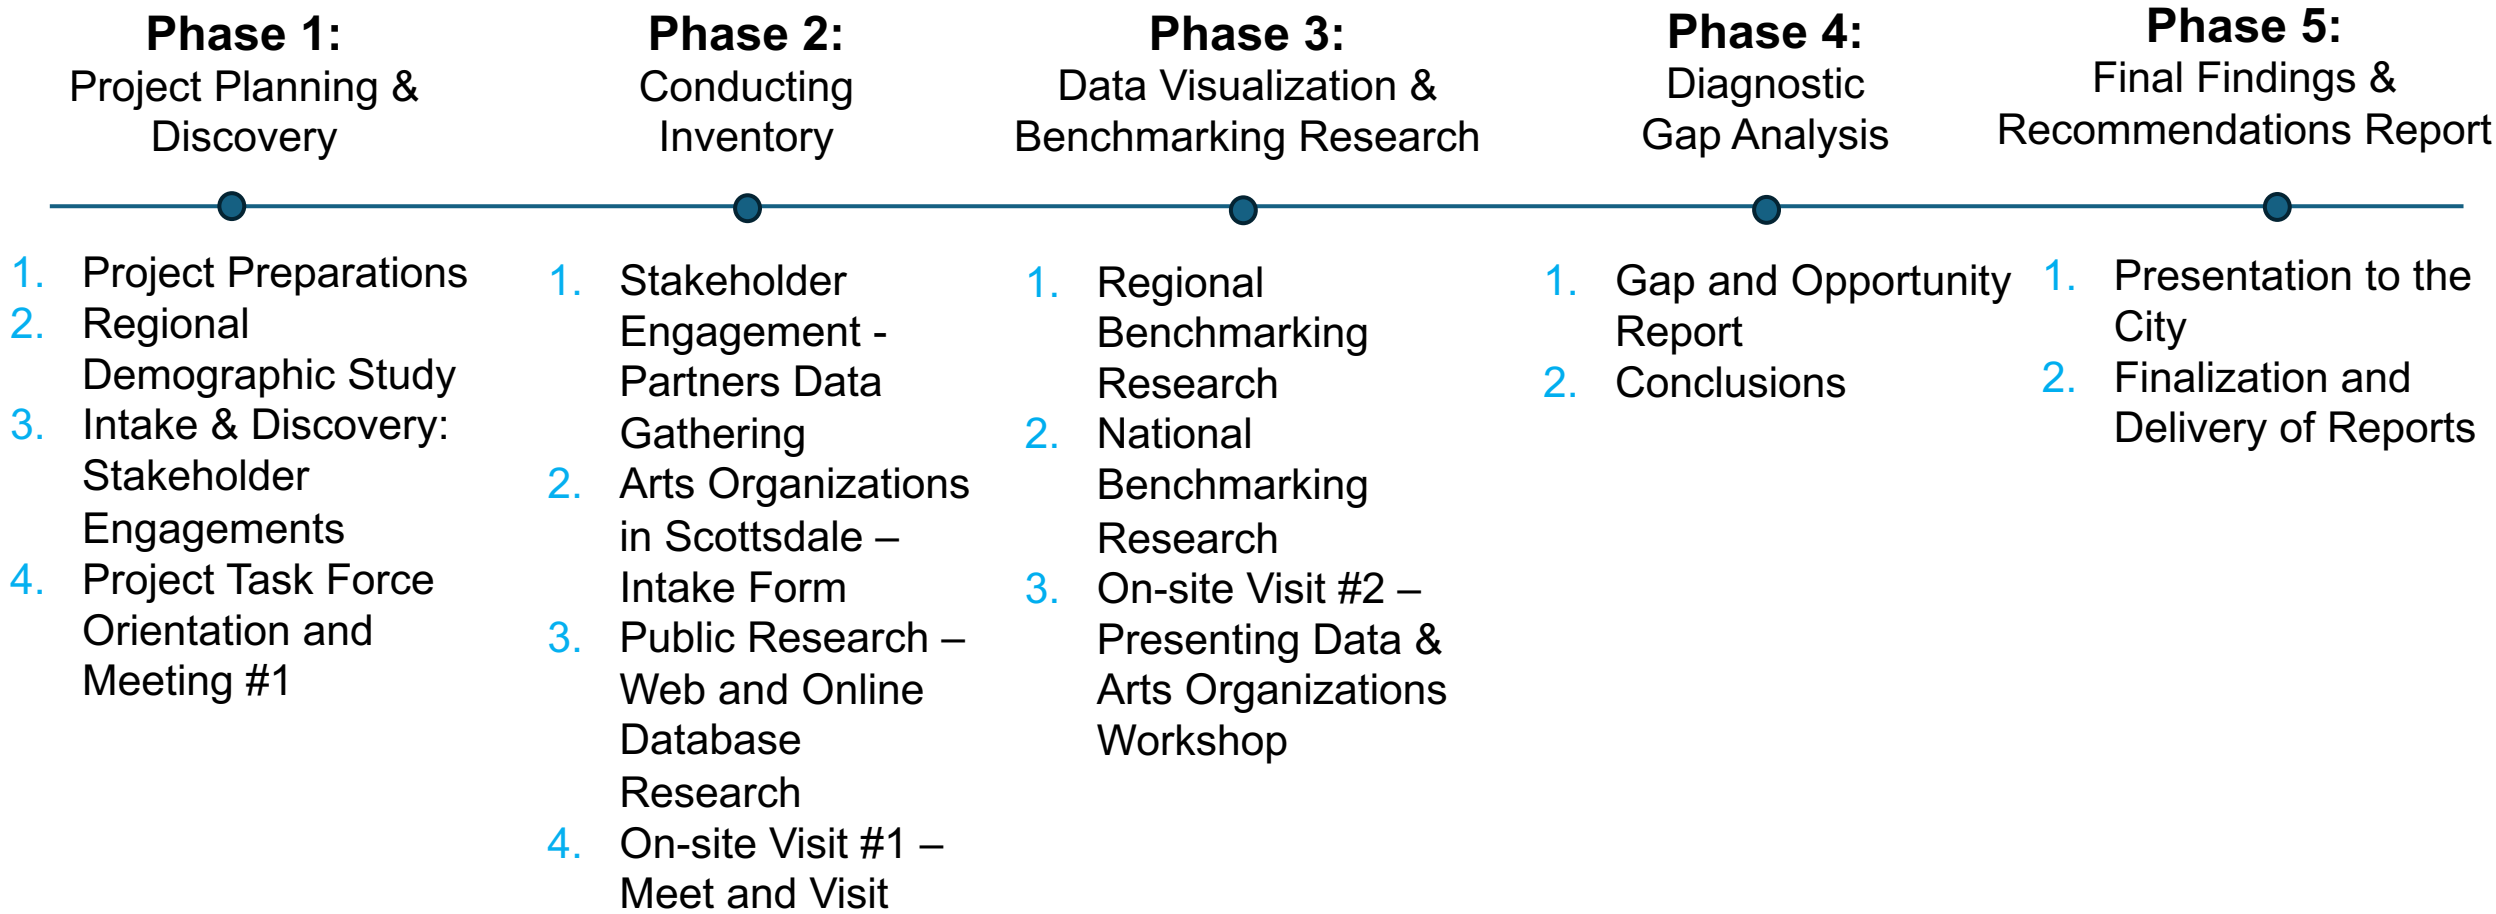 Phase 1:
Project Planning &
Discovery
1. Project Preparations
2. Regional
Demographic Study
3. Intake & Discovery:
Stakeholder
Engagements
4. Project Task Force
Orientation and
Meeting #1
Phase 2:
Conducting
Inventory
1. Stakeholder
Engagement -
Partners Data
Gathering
2. Arts Organizations
in Scottsdale –
Intake Form
3. Public Research –
Web and Online
Database
Research
4. On-site Visit #1 –
Meet and Visit
Phase 3:
Data Visualization &
Benchmarking Research
1. Regional
Benchmarking
Research
2. National
Benchmarking
Research
3. On-site Visit #2 –
Presenting Data &
Arts Organizations
Workshop
Phase 4:
Diagnostic
Gap Analysis
1. Gap and Opportunity
Report
2. Conclusions
Phase 5:
Final Findings &
Recommendations Report
1. Presentation to the
City
2. Finalization and
Delivery of Reports